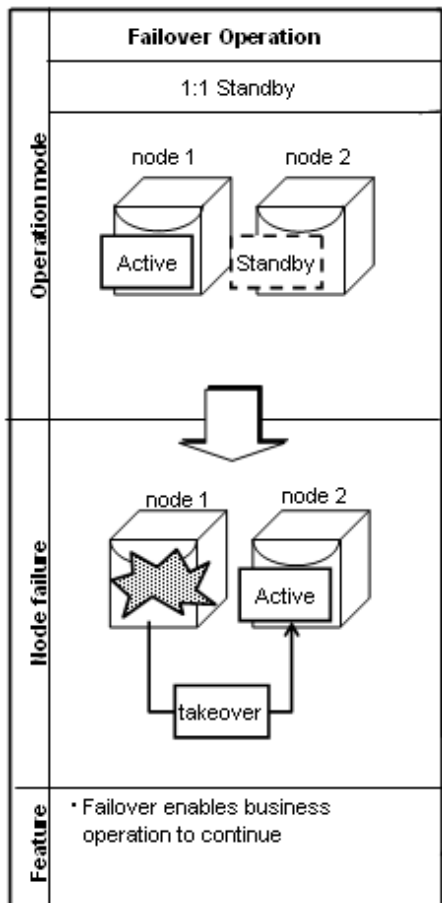 Failover Operation
1:1 Standby
Operation mode
node 1
node 2
Active
Standby
Node failure
node 1
node 2
Active
takeover
Feature
・Failover enables business
operation to continue